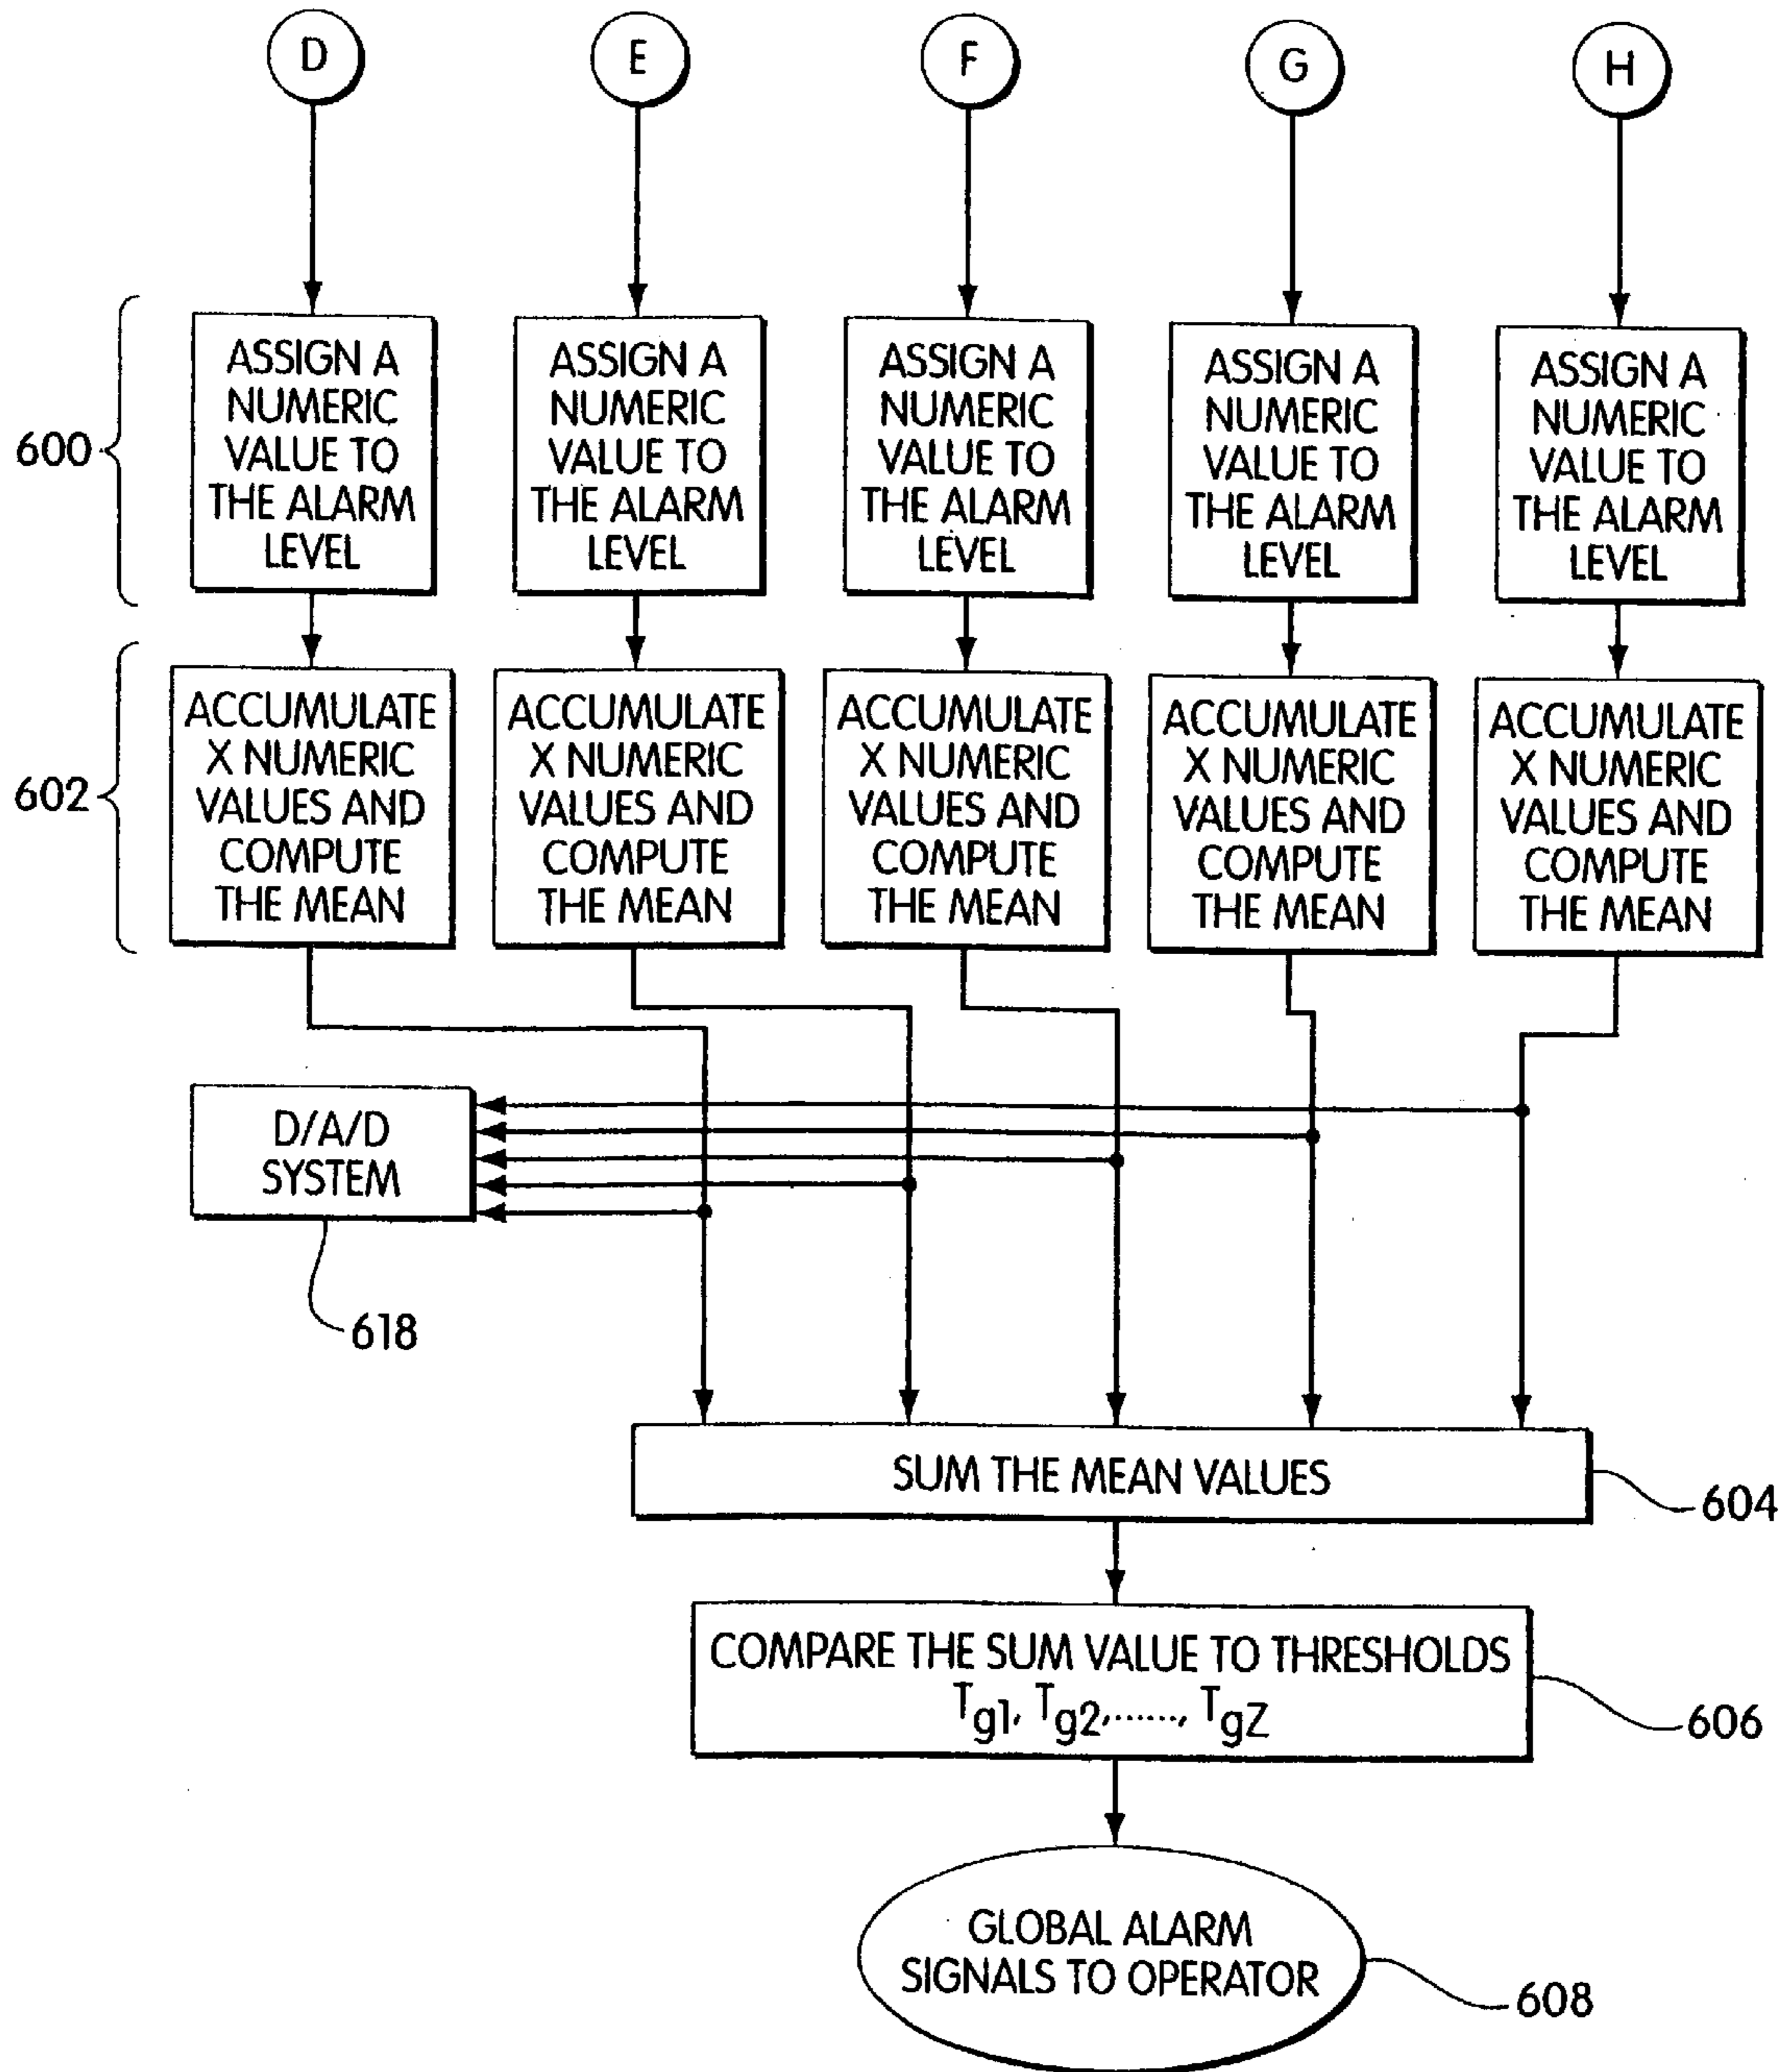 D
E
F
G
H
600
ASSIGN A
NUMERIC
VALUE TO
THE ALARM
LEVEL
ASSIGN A
NUMERIC
VALUE TO
THE ALARM
LEVEL
ASSIGN A
NUMERIC
VALUE TO
THE ALARM
LEVEL
ASSIGN A
NUMERIC
VALUE TO
THE ALARM
LEVEL
ASSIGN A
NUMERIC
VALUE TO
THE ALARM
LEVEL
602
ACCUMULATE
X NUMERIC
VALUES AND
COMPUTE
THE MEAN
ACCUMULATE
X NUMERIC
VALUES AND
COMPUTE
THE MEAN
ACCUMULATE
X NUMERIC
VALUES AND
COMPUTE
THE MEAN
ACCUMULATE
X NUMERIC
VALUES AND
COMPUTE
THE MEAN
ACCUMULATE
X NUMERIC
VALUES AND
COMPUTE
THE MEAN
D/A/D
SYSTEM
618
SUM THE MEAN VALUES
604
COMPARE THE SUM VALUE TO THRESHOLDS
Tg1, Tg2,......, TgZ
606
GLOBAL ALARM
SIGNALS TO OPERATOR
608